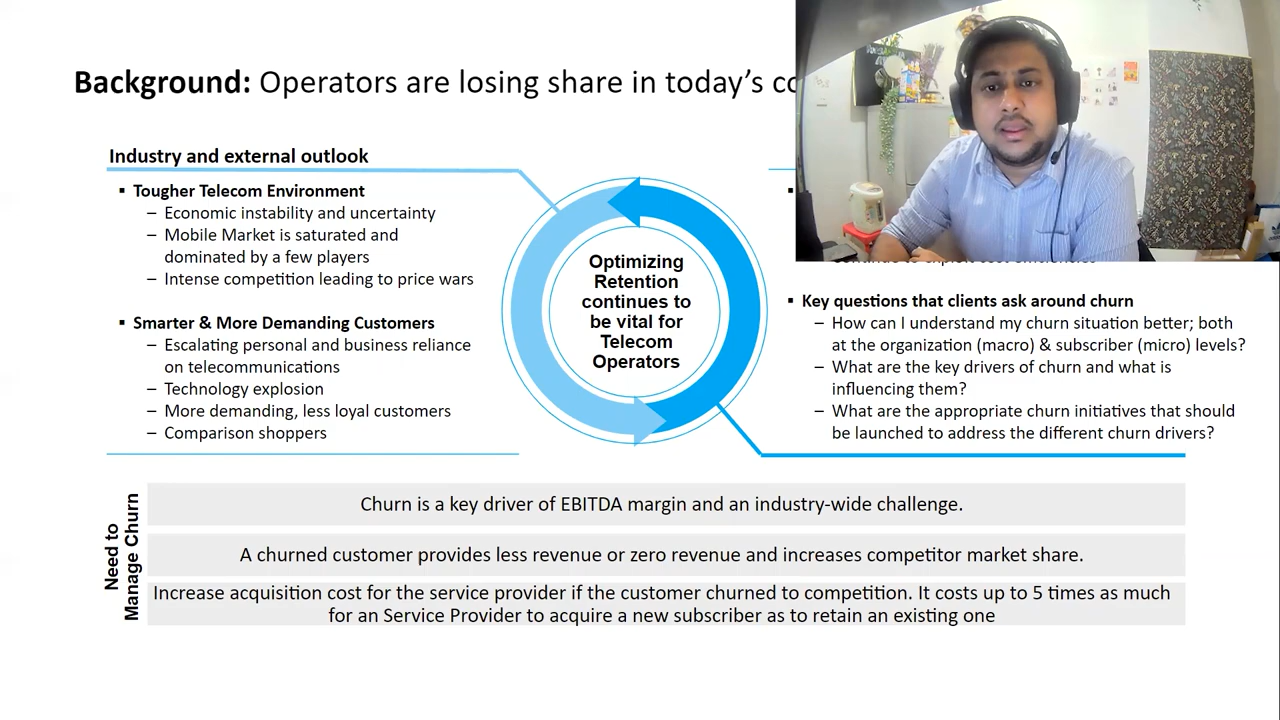 Background: Operators are losing share in today's
Industry and external outlook
▪ Tougher Telecom Environment
– Economic instability and uncertainty
– Mobile Market is saturated and
dominated by a few players
– Intense competition leading to price wars
▪ Smarter & More Demanding Customers
– Escalating personal and business reliance
on telecommunications
– Technology explosion
– More demanding, less loyal customers
– Comparison shoppers
Optimizing
Retention
continues to
be vital for
Telecom
Operators
▪ Key questions that clients ask around churn
– How can I understand my churn situation better; both
at the organization (macro) & subscriber (micro) levels?
– What are the key drivers of churn and what is
influencing them?
– What are the appropriate churn initiatives that should
be launched to address the different churn drivers?
Need to
Manage Churn
Churn is a key driver of EBITDA margin and an industry-wide challenge.
A churned customer provides less revenue or zero revenue and increases competitor market share.
Increase acquisition cost for the service provider if the customer churned to competition. It costs up to 5 times as much
for an Service Provider to acquire a new subscriber as to retain an existing one